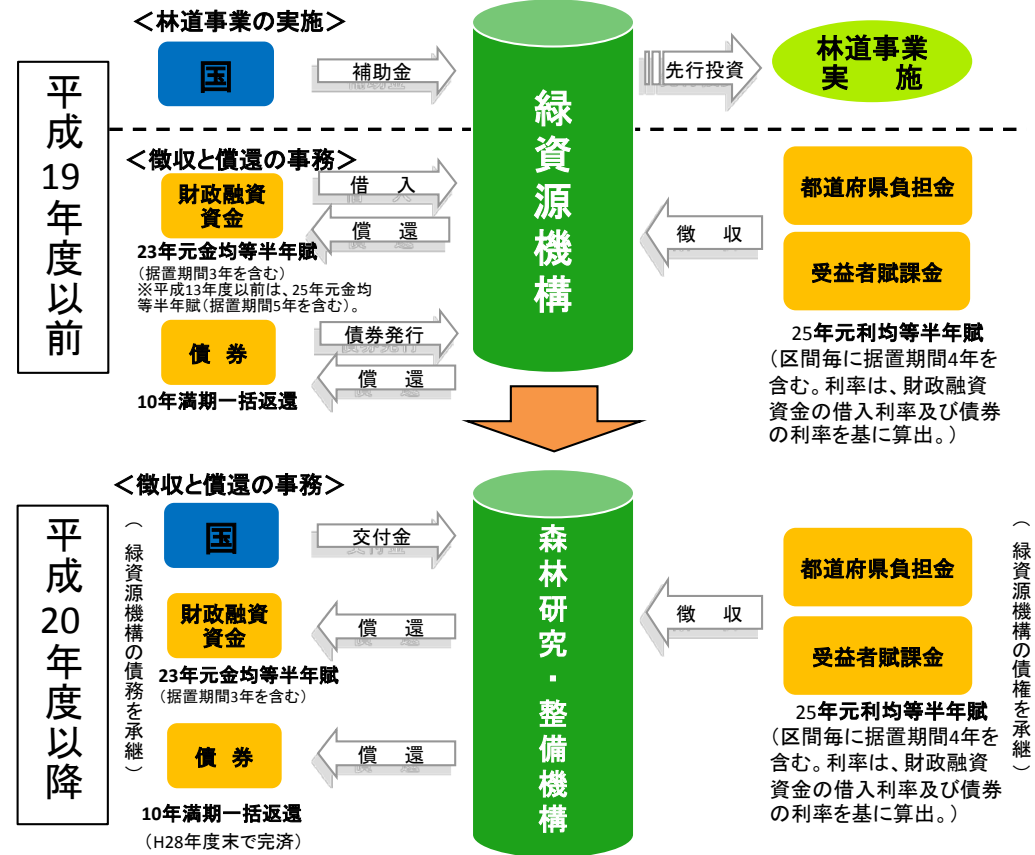 平成19年度以前
＜林道事業の実施＞
国
補助金
緑資源機構
先行投資
林道事業
実　施
＜徴収と償還の事務＞
財政融資
資金
借　入
償　還
23年元金均等半年賦
（据置期間3年を含む）
※平成13年度以前は、25年元金均
等半年賦（据置期間5年を含む）。
債　券
債券発行
償　還
10年満期一括返還
徴　収
都道府県負担金
受益者賦課金
25年元利均等半年賦
（区間毎に据置期間4年を
含む。利率は、財政融資
資金の借入利率及び債券
の利率を基に算出。）
平成20年度以降
（緑資源機構の債務を承継）
＜徴収と償還の事務＞
国
交付金
森林研究・整備機構
財政融資
資金
償　還
23年元金均等半年賦
（据置期間3年を含む）
債　券
償　還
10年満期一括返還
（H28年度末で完済）
徴　収
都道府県負担金
受益者賦課金
25年元利均等半年賦
（区間毎に据置期間4年を
含む。利率は、財政融資
資金の借入利率及び債券
の利率を基に算出。）
（緑資源機構の債権を承継）